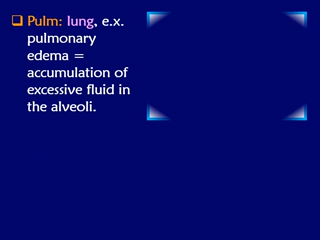 ❑ Pulm: lung, e.x.
pulmonary
edema =
accumulation of
excessive fluid in
the alveoli.